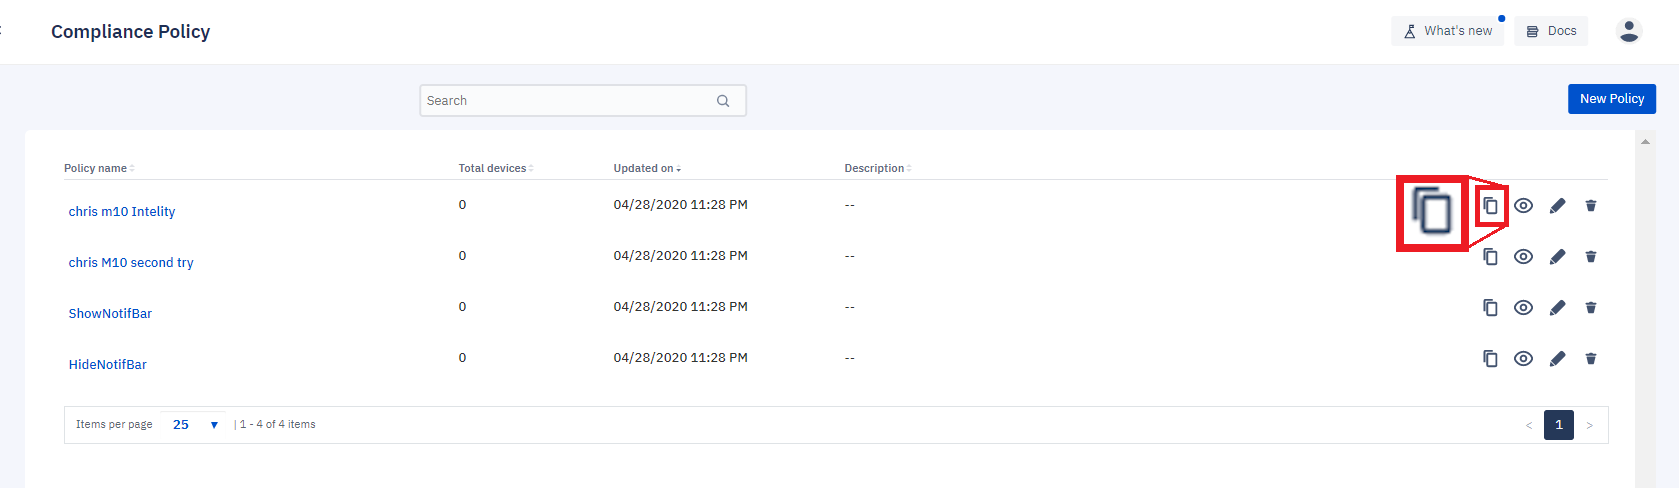 Compliance Policy
What's new
Docs
Search
New Policy
Policy name Total devices Updated on Description
chris m10 Intelity 0 04/28/2020 11:28 PM --
chris M10 second try 0 04/28/2020 11:28 PM --
ShowNotifBar 0 04/28/2020 11:28 PM --
HideNotifBar 0 04/28/2020 11:28 PM --
Items per page 25 | 1 - 4 of 4 items < 1 >